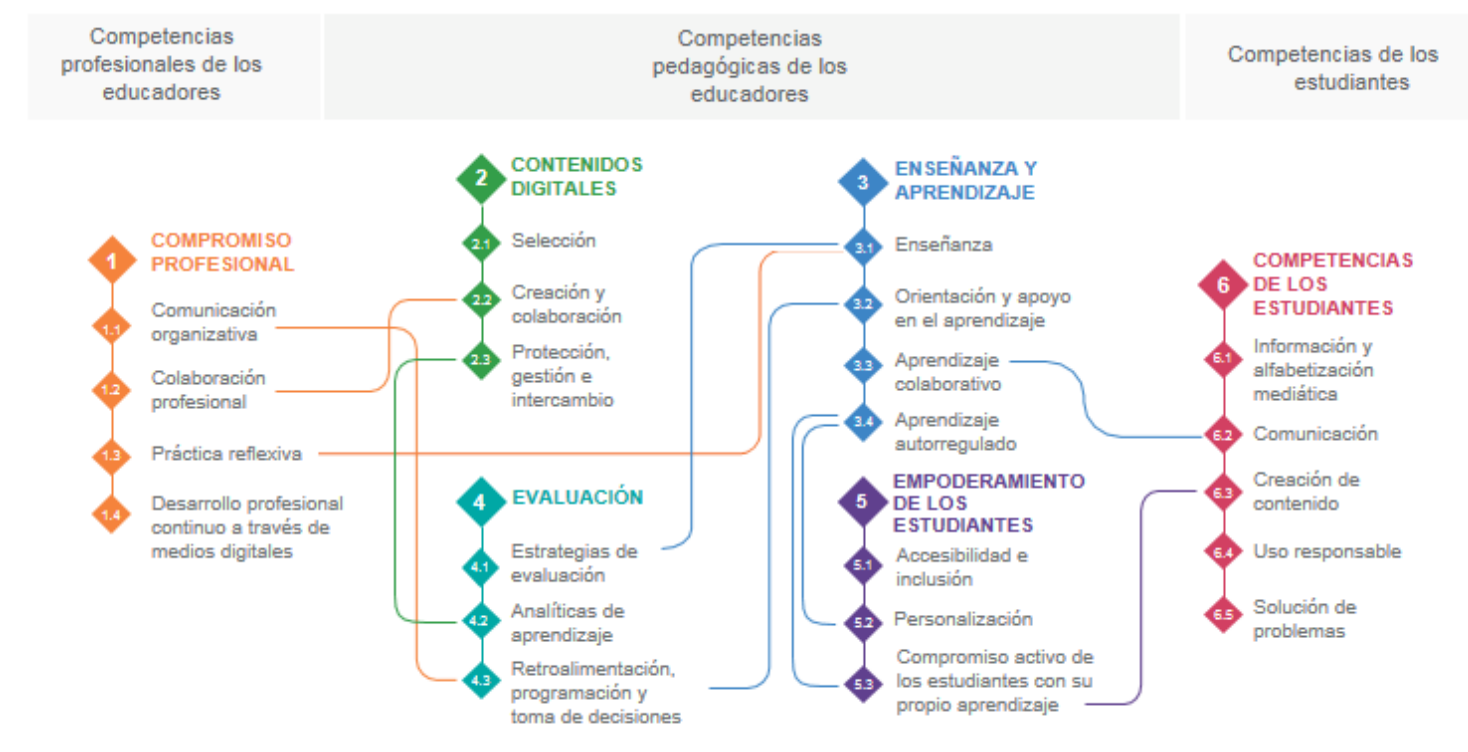 Competencias
profesionales de los
educadores
Competencias
pedagógicas de los
educadores
Competencias de los
estudiantes
1
COMPROMISO
PROFESIONAL
1.1
Comunicación
organizativa
1.2
Colaboración
profesional
1.3
Práctica reflexiva
1.4
Desarrollo profesional
continuo a través de
medios digitales
2
CONTENIDOS
DIGITALES
2.1
Selección
2.2
Creación y
colaboración
2.3
Protección,
gestión e
intercambio
3
ENSEÑANZA Y
APRENDIZAJE
3.1
Enseñanza
3.2
Orientación y apoyo
en el aprendizaje
3.3
Aprendizaje
colaborativo
3.4
Aprendizaje
autorregulado
4
EVALUACIÓN
4.1
Estrategias de
evaluación
4.2
Analíticas de
aprendizaje
4.3
Retroalimentación,
programación y
toma de decisiones
5
EMPODERAMIENTO
DE LOS
ESTUDIANTES
5.1
Accesibilidad e
inclusión
5.2
Personalización
5.3
Compromiso activo de
los estudiantes con su
propio aprendizaje
6
COMPETENCIAS
DE LOS
ESTUDIANTES
6.1
Información y
alfabetización
mediática
6.2
Comunicación
6.3
Creación de
contenido
6.4
Uso responsable
6.5
Solución de
problemas